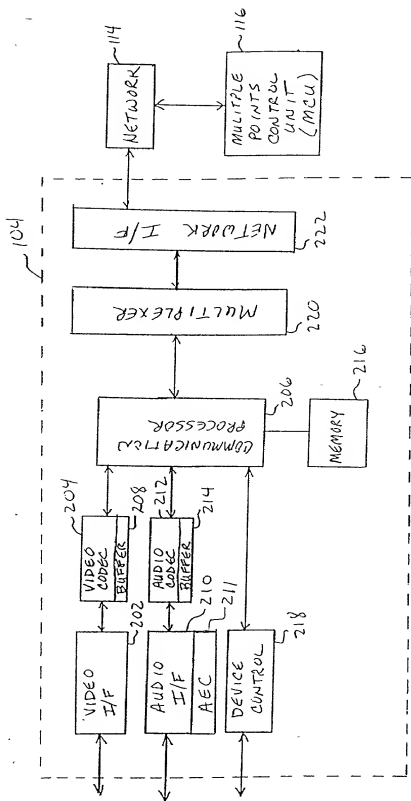 104
VIDEO
I/F
202
VIDEO
CODEC
204
BUFFER
208
AUDIO
I/F
210
AEC
211
AUDIO
CODEC
212
BUFFER
214
DEVICE
CONTROL
218
COMMUNICATION
PROCESSOR
206
MEMORY
216
MULTIPLEXER
220
NETWORK
I/F
222
NETWORK
114
MULITPLE
POINTS
CONTROL
UNIT
(MCU)
116